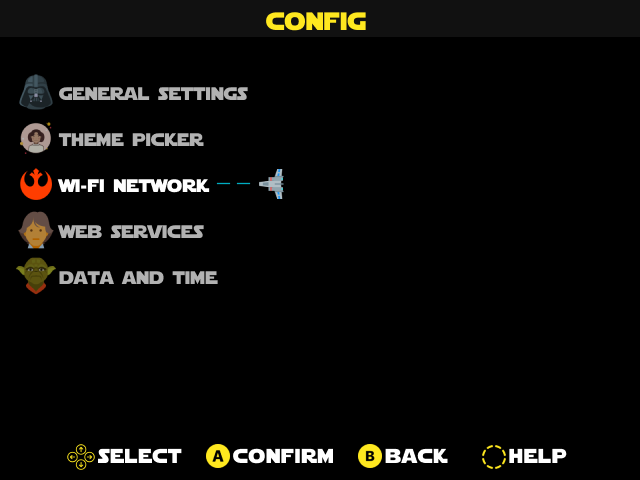 CONFIG
GENERAL SETTINGS
THEME PICKER
WI-FI NETWORK
WEB SERVICES
DATA AND TIME
SELECT A CONFIRM B BACK HELP